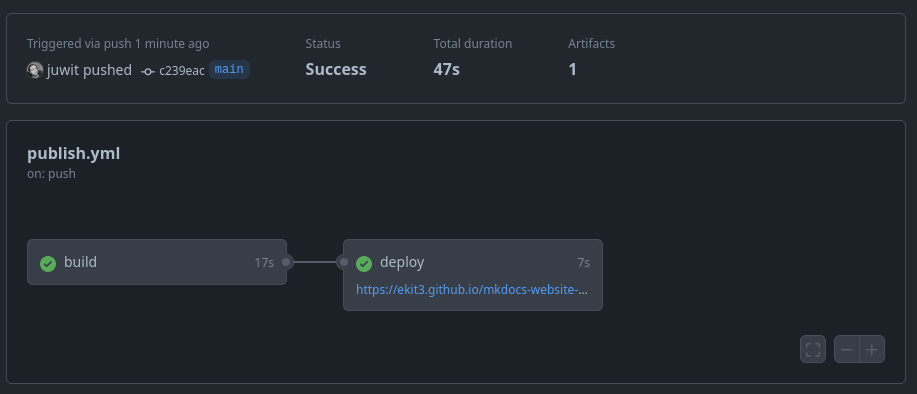 Triggered via push 1 minute ago
juwit pushed c239eac main
Status
Success
Total duration
47s
Artifacts
1
publish.yml
on: push
build 17s
deploy 7s
https://ekit3.github.io/mkdocs-website-...